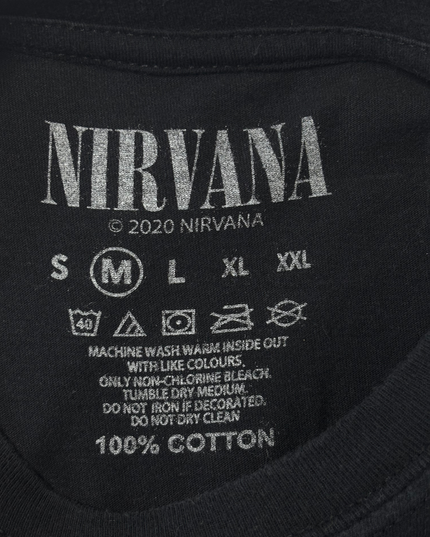 NIRVANA
© 2020 NIRVANA
S M L XL XXL
40
MACHINE WASH WARM INSIDE OUT
WITH LIKE COLOURS.
ONLY NON-CHLORINE BLEACH.
TUMBLE DRY MEDIUM.
DO NOT IRON IF DECORATED.
DO NOT DRY CLEAN
100% COTTON